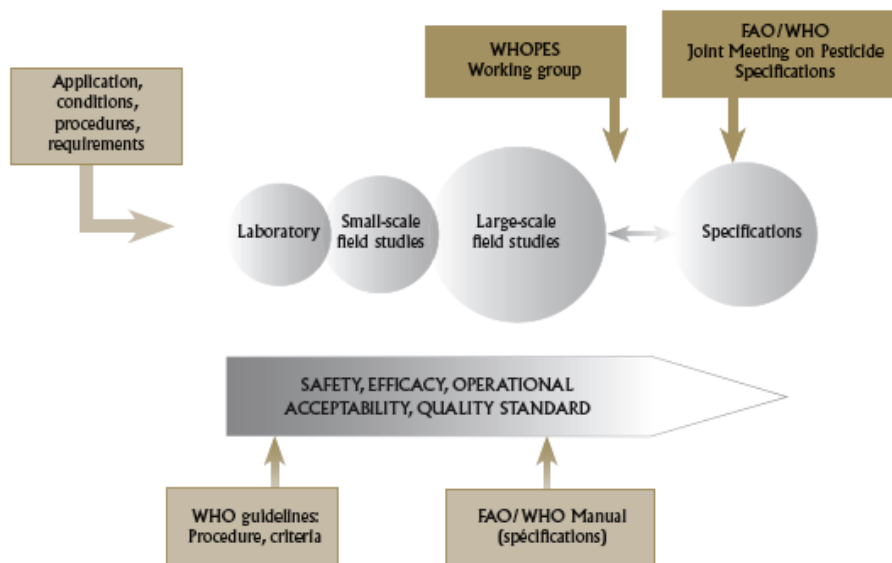 WHOPES
Working group
FAO/WHO
Joint Meeting on Pesticide
Specifications
Application,
conditions,
procedures,
requirements
Laboratory
Small-scale
field studies
Large-scale
field studies
Specifications
SAFETY, EFFICACY, OPERATIONAL
ACCEPTABILITY, QUALITY STANDARD
WHO guidelines:
Procedure, criteria
FAO/WHO Manual
(spécifications)